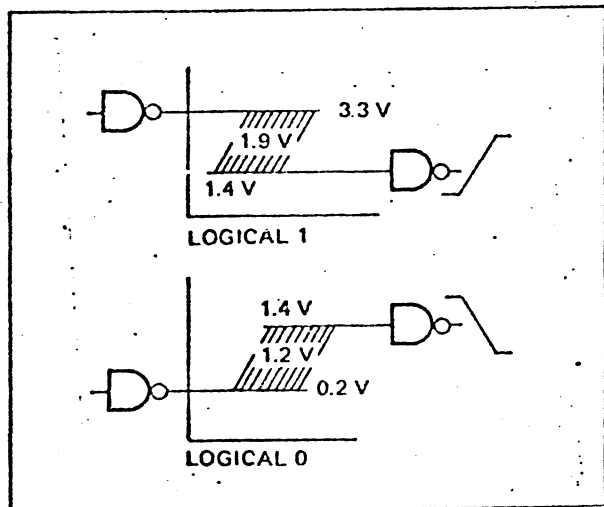 3.3 V
1.9 V
1.4 V
LOGICAL 1
1.4 V
1.2 V
0.2 V
LOGICAL 0